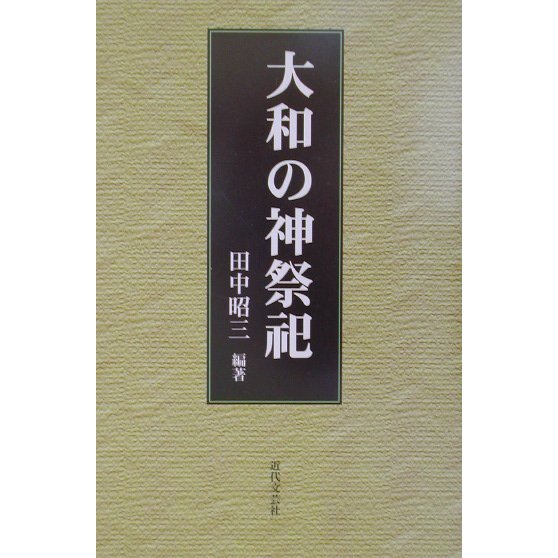 大和の神祭祀
田中昭三 編著
近代文芸社